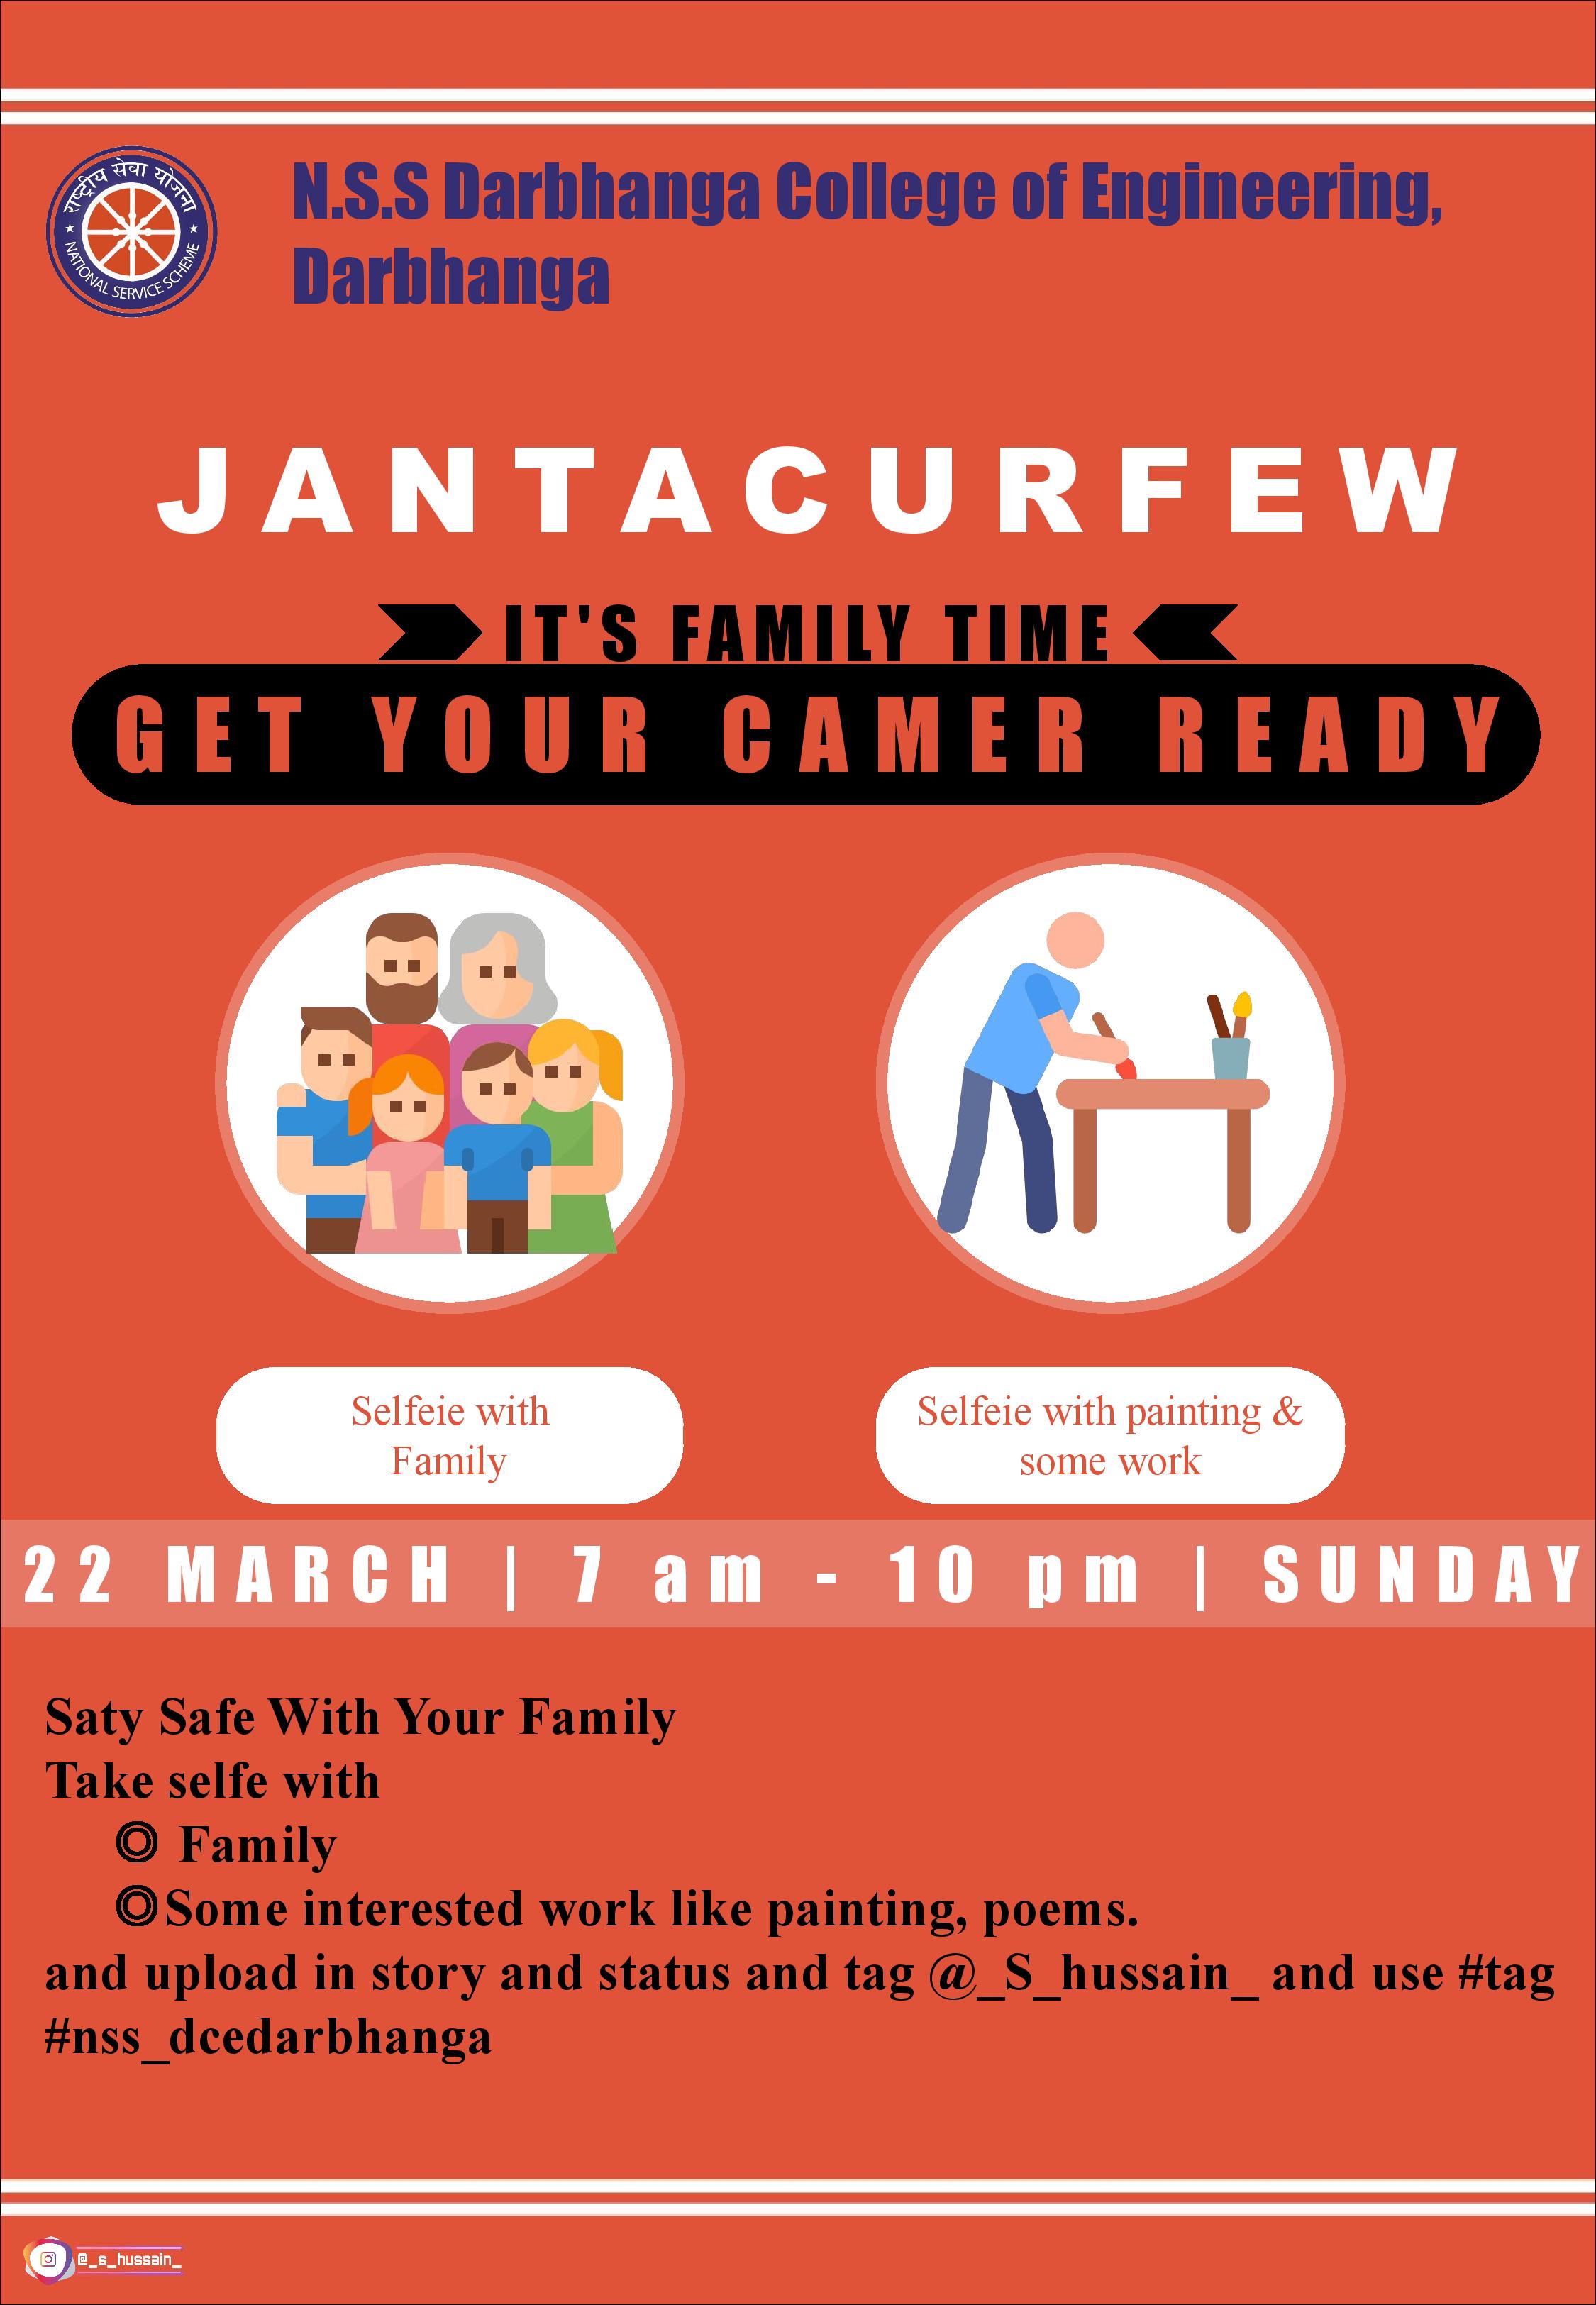 राष्ट्रीय सेवा योजना
NATIONAL SERVICE SCHEME
N.S.S Darbhanga College of Engineering,
Darbhanga
JANTACURFEW
IT'S FAMILY TIME
GET YOUR CAMER READY
Selfeie with
Family
Selfeie with painting &
some work
22 MARCH | 7 am - 10 pm | SUNDAY
Saty Safe With Your Family
Take selfe with
Family
Some interested work like painting, poems.
and upload in story and status and tag @_S_hussain_ and use #tag
#nss_dcedarbhanga
@_s_hussain_